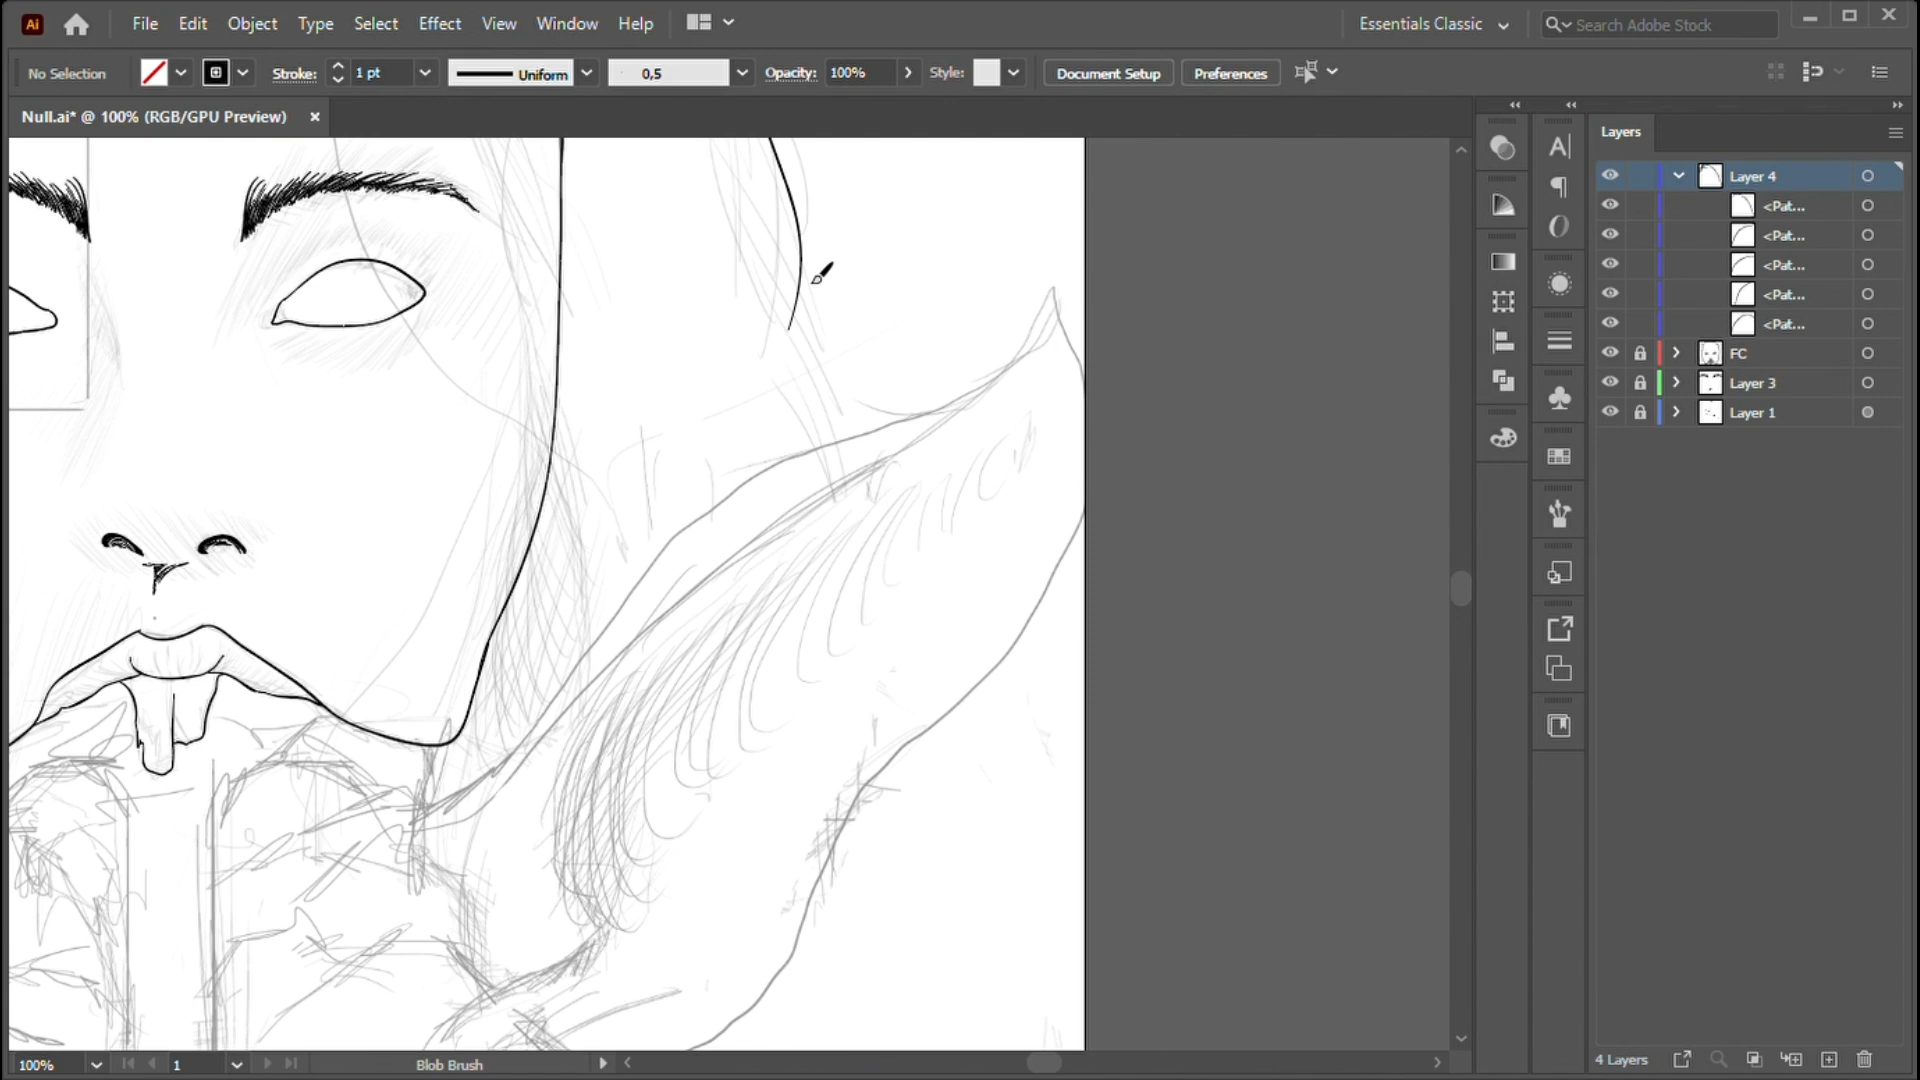 Ai File Edit Object Type Select Effect View Window Help Essentials Classic Search Adobe Stock
No Selection Stroke: 1 pt Uniform 0,5 Opacity: 100% Style: Document Setup Preferences
Null.ai* @ 100% (RGB/GPU Preview)
Layers
Layer 4
<Pat...
<Pat...
<Pat...
<Pat...
<Pat...
FC
Layer 3
Layer 1
100% 1 Blob Brush 4 Layers